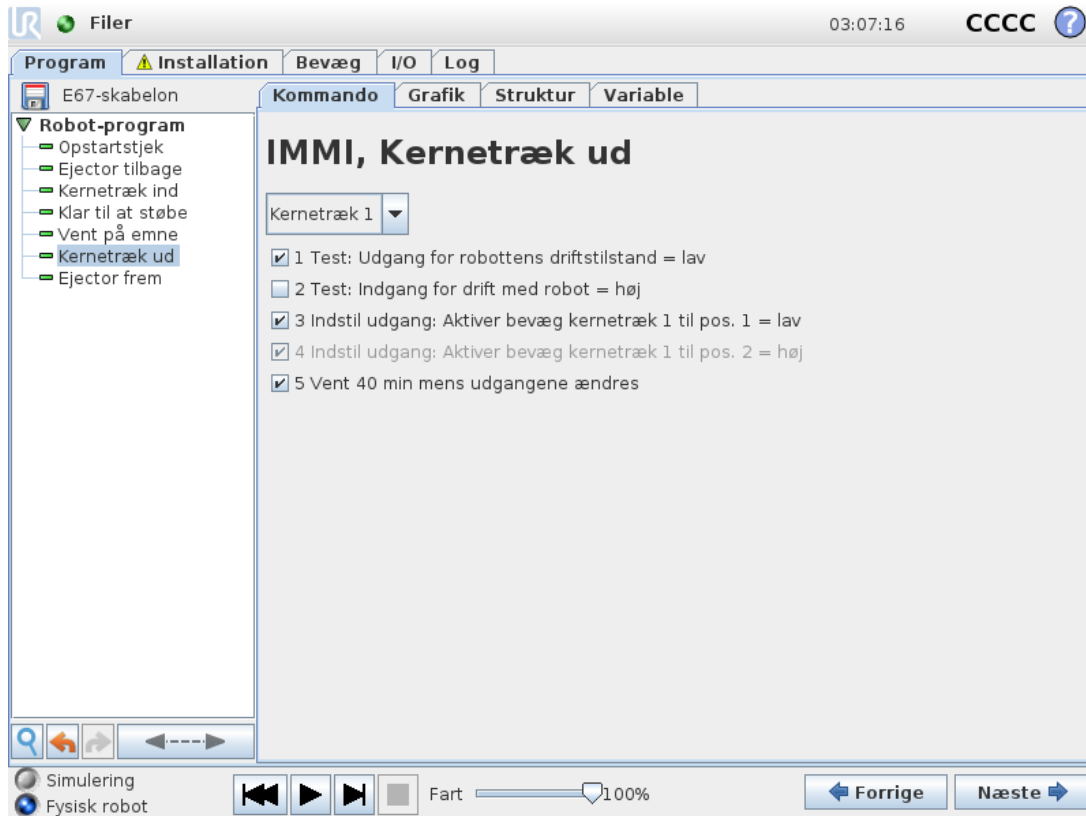 UR Filer 03:07:16 CCCC ?
Program Installation Bevæg I/O Log
E67-skabelon
Kommando Grafik Struktur Variable
Robot-program
Opstartstjek
Ejector tilbage
Kernetræk ind
Klar til at støbe
Vent på emne
Kernetræk ud
Ejector frem
IMMI, Kernetræk ud
Kernetræk 1
1 Test: Udgang for robottens driftstilstand = lav
2 Test: Indgang for drift med robot = høj
3 Indstil udgang: Aktiver bevæg kernetræk 1 til pos. 1 = lav
4 Indstil udgang: Aktiver bevæg kernetræk 1 til pos. 2 = høj
5 Vent 40 min mens udgangene ændres
Simulering
Fysisk robot
Fart 100%
Forrige Næste